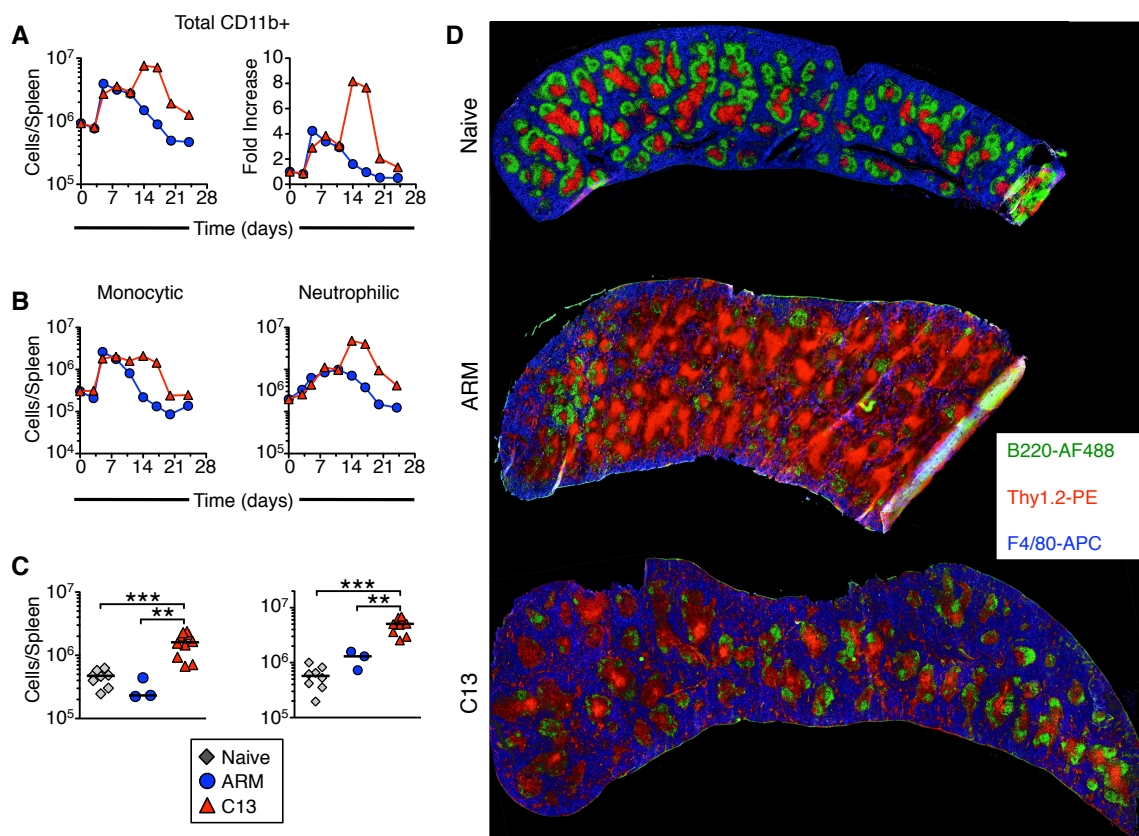 A
Total CD11b+
Cells/Spleen
10^7
10^6
10^5
0 7 14 21 28
Fold Increase
10
8
6
4
2
0
0 7 14 21 28
Time (days)
B
Monocytic
Neutrophilic
Cells/Spleen
10^7
10^6
10^5
10^4
0 7 14 21 28
10^7
10^6
10^5
0 7 14 21 28
Time (days)
C
Cells/Spleen
10^7
10^6
10^5
***
**
10^7
10^6
10^5
***
**
Naive
ARM
C13
D
Naive
ARM
C13
B220-AF488
Thy1.2-PE
F4/80-APC